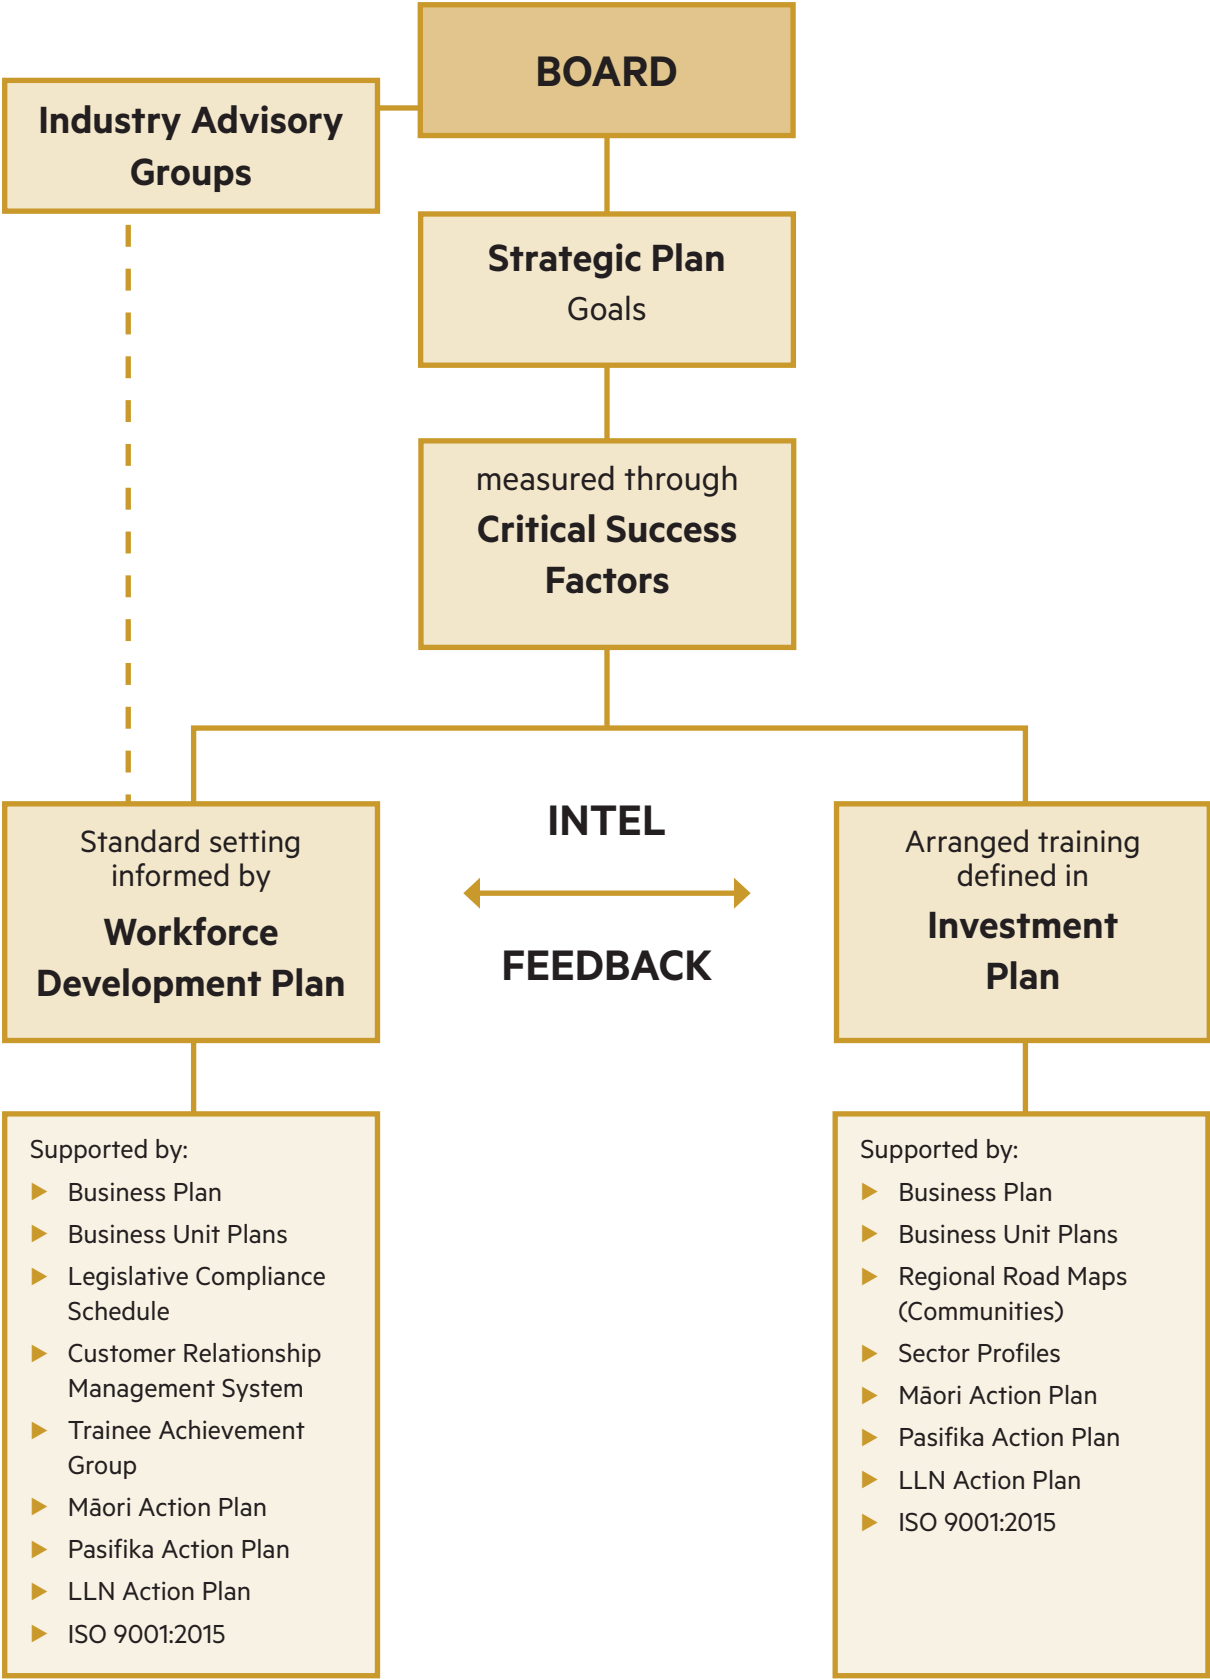 BOARD
Industry Advisory
Groups
Strategic Plan
Goals
measured through
Critical Success
Factors
Standard setting
informed by
Workforce
Development Plan
INTEL
FEEDBACK
Arranged training
defined in
Investment
Plan
Supported by:
Business Plan
Business Unit Plans
Legislative Compliance
Schedule
Customer Relationship
Management System
Trainee Achievement
Group
Māori Action Plan
Pasifika Action Plan
LLN Action Plan
ISO 9001:2015
Supported by:
Business Plan
Business Unit Plans
Regional Road Maps
(Communities)
Sector Profiles
Māori Action Plan
Pasifika Action Plan
LLN Action Plan
ISO 9001:2015